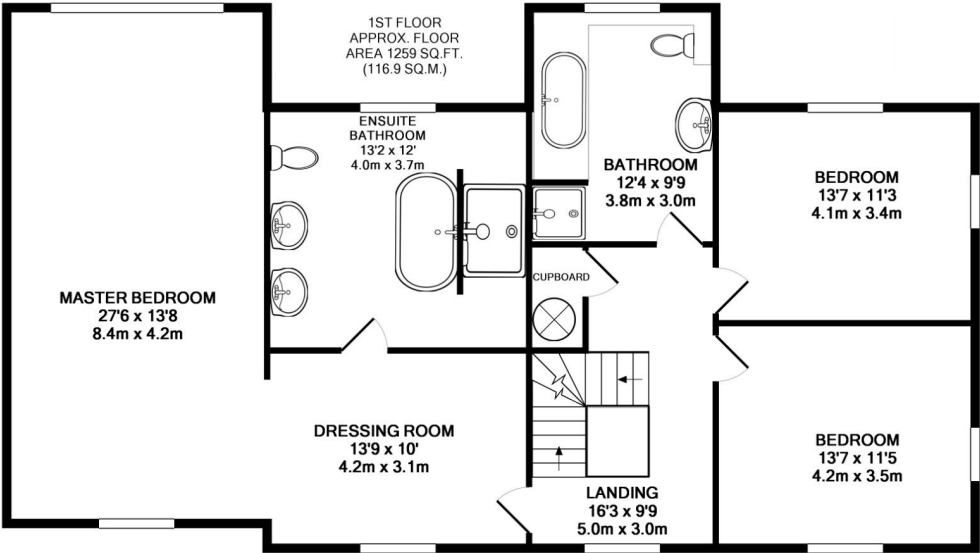 1ST FLOOR
APPROX. FLOOR
AREA 1259 SQ.FT.
(116.9 SQ.M.)
ENSUITE
BATHROOM
13'2 x 12'
4.0m x 3.7m
BATHROOM
12'4 x 9'9
3.8m x 3.0m
BEDROOM
13'7 x 11'3
4.1m x 3.4m
CUPBOARD
MASTER BEDROOM
27'6 x 13'8
8.4m x 4.2m
DRESSING ROOM
13'9 x 10'
4.2m x 3.1m
BEDROOM
13'7 x 11'5
4.2m x 3.5m
LANDING
16'3 x 9'9
5.0m x 3.0m